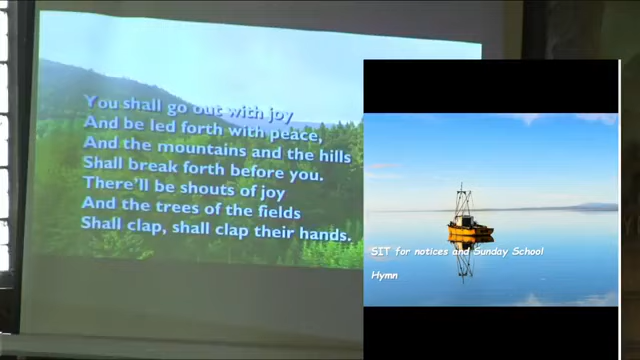 You shall go out with joy
And be led forth with peace,
And the mountains and the hills
Shall break forth before you.
There'll be shouts of joy
And the trees of the fields
Shall clap, shall clap their hands.
SIT for notices and Sunday School
Hymn